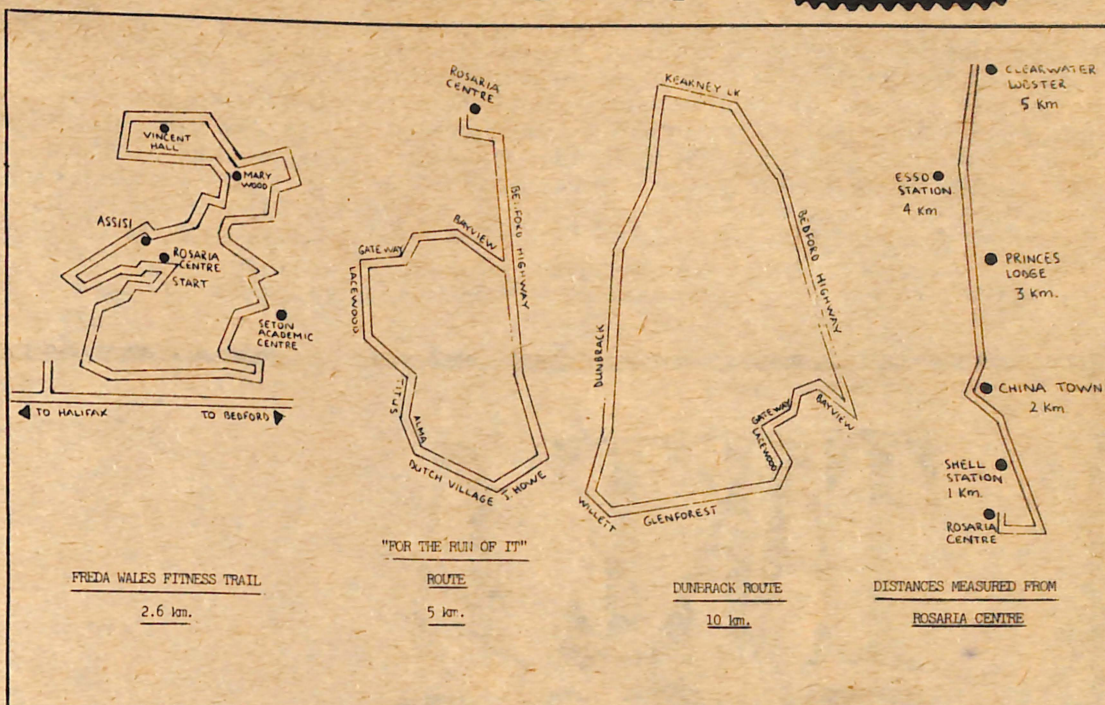 VINCENT
HALL
MARY
WOOD
ASSISI
ROSARIA
CENTRE
START
SETON
ACADEMIC
CENTRE
TO HALIFAX
TO BEDFORD
FREDA WALES FITNESS TRAIL
2.6 km.
ROSARIA
CENTRE
BEDFORD HIGHWAY
BAYVIEW
GATEWAY
LACEWOOD
TITUS
ALMA
DUTCH VILLAGE
J. HOWE
"FOR THE RUN OF IT"
ROUTE
5 km.
KEAKNEY LK
BEDFORD HIGHWAY
DUNBRACK
GATEWAY
BAYVIEW
LACEWOOD
WILLETT
GLENFOREST
DUNBRACK ROUTE
10 km.
CLEARWATER
LOBSTER
5 Km
ESSO
STATION
4 Km
PRINCES
LODGE
3 Km.
CHINA TOWN
2 Km
SHELL
STATION
1 Km.
ROSARIA
CENTRE
DISTANCES MEASURED FROM
ROSARIA CENTRE